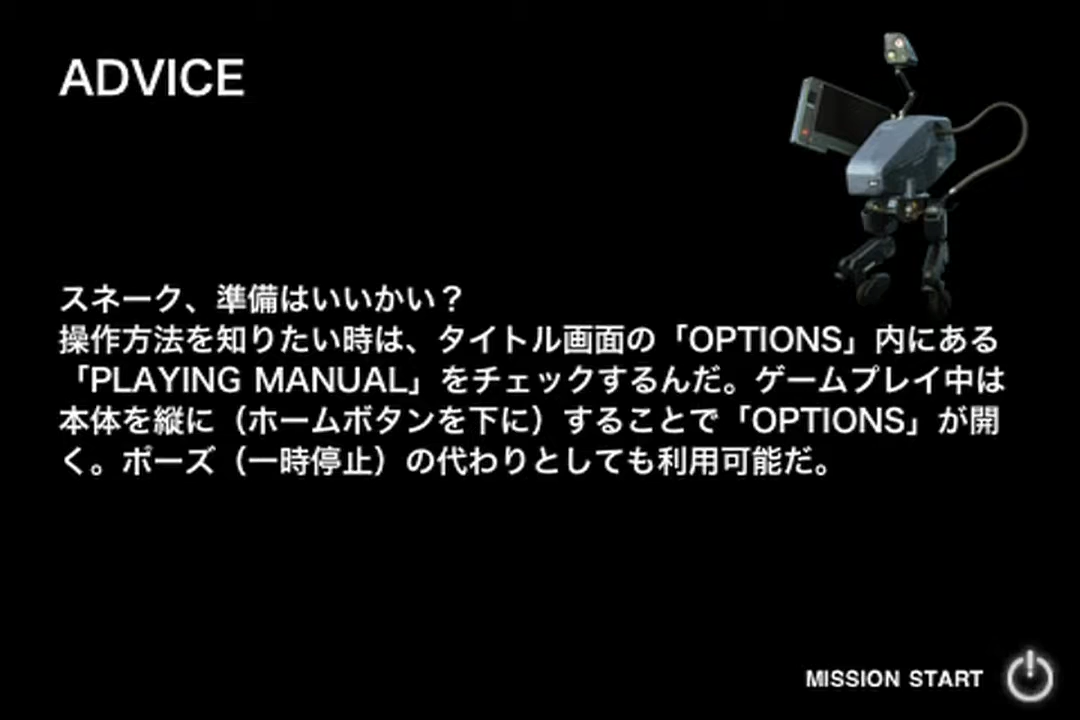 ADVICE
スネーク、準備はいいかい？
操作方法を知りたい時は、タイトル画面の「OPTIONS」内にある
「PLAYING MANUAL」をチェックするんだ。ゲームプレイ中は
本体を縦に（ホームボタンを下に）することで「OPTIONS」が開
く。ポーズ（一時停止）の代わりとしても利用可能だ。
MISSION START